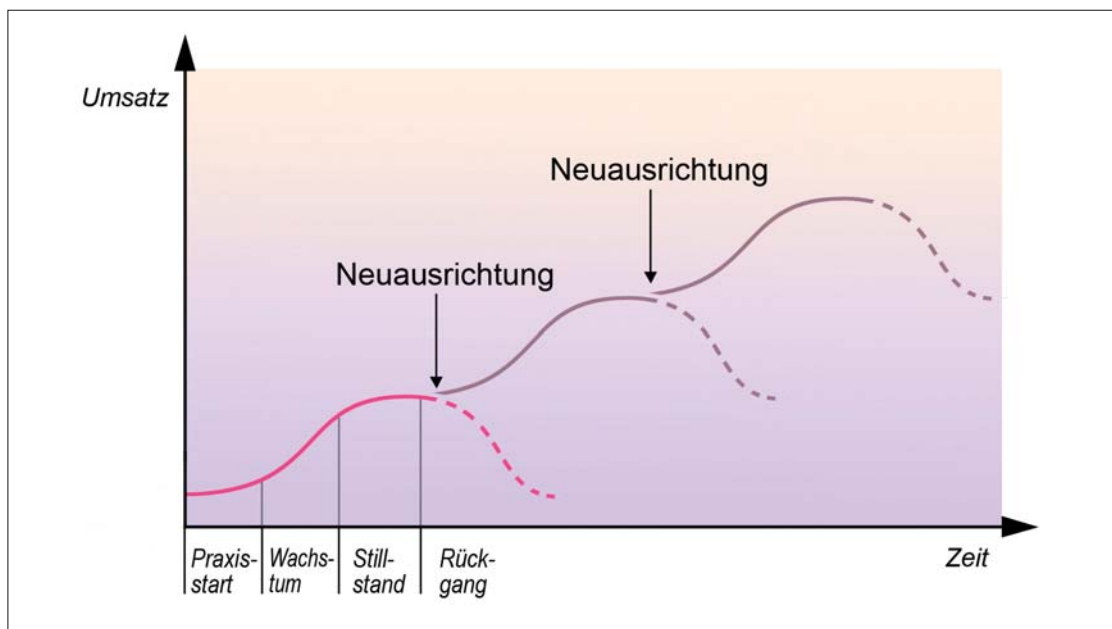 Umsatz
Neuausrichtung
Neuausrichtung
Praxis-
start
Wachs-
tum
Still-
stand
Rück-
gang
Zeit